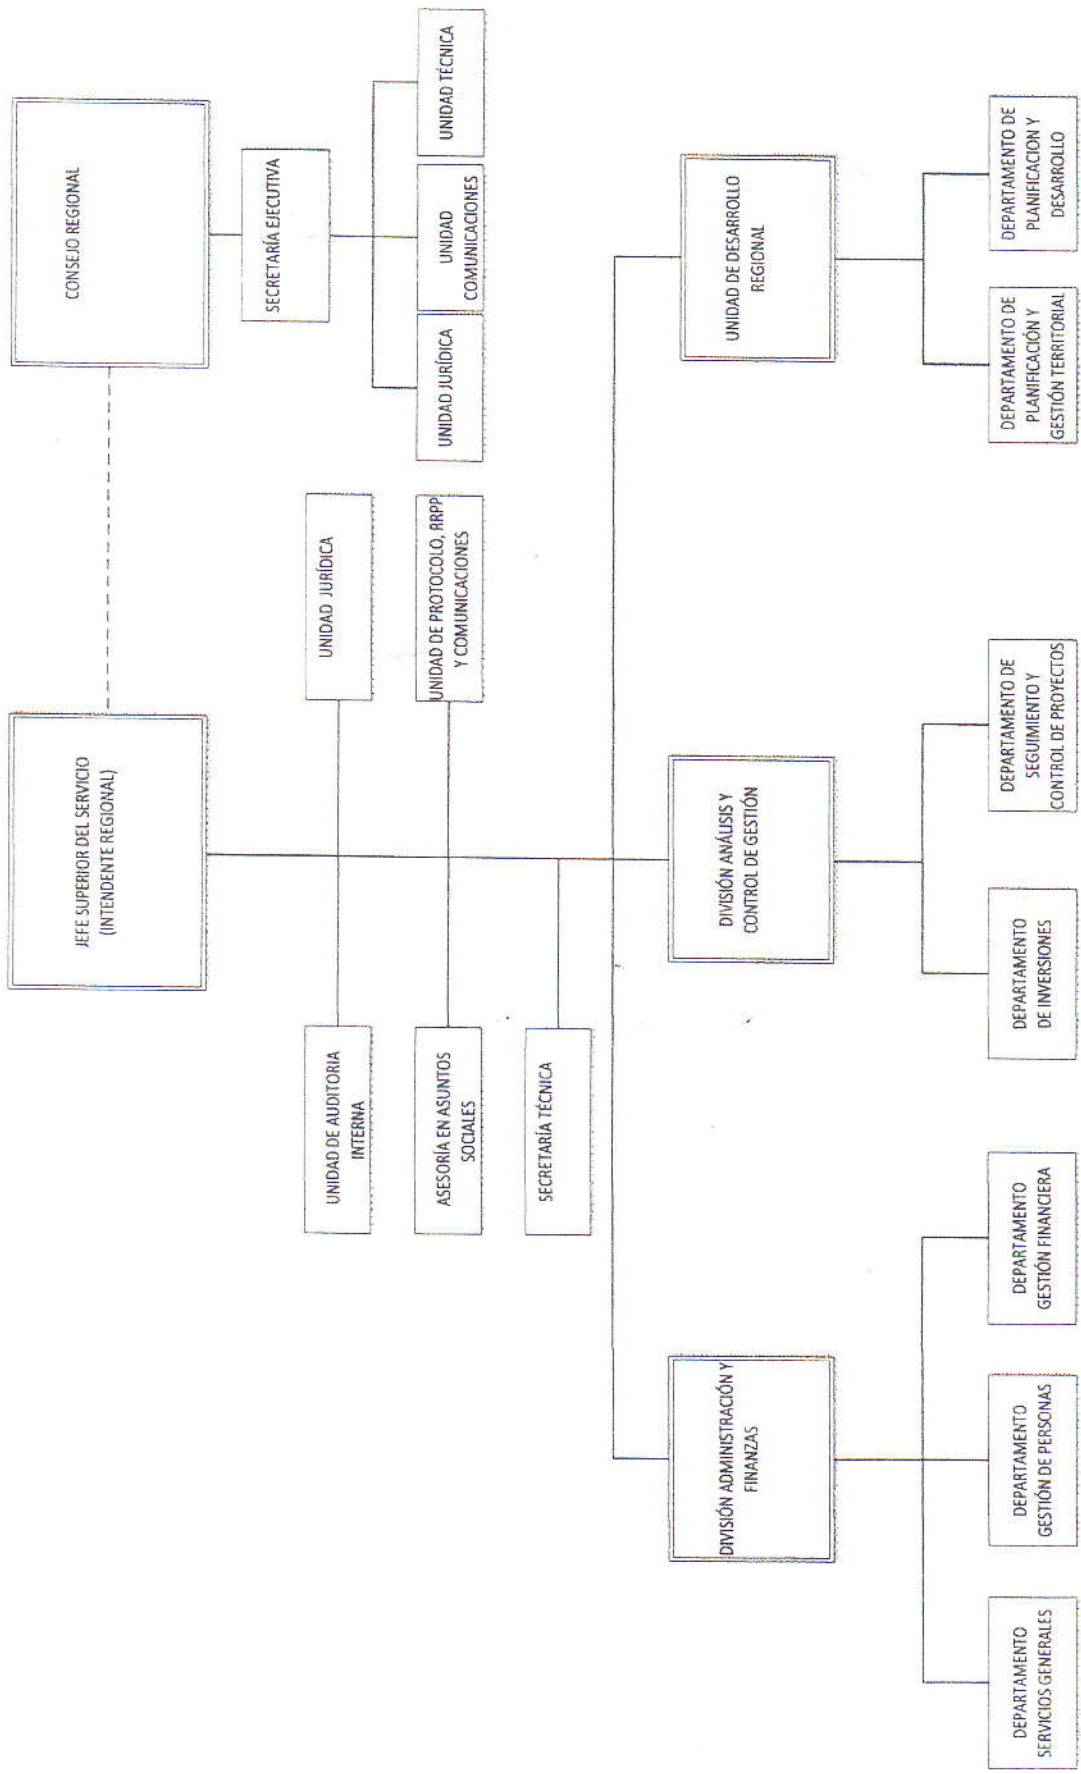 JEFE SUPERIOR DEL SERVICIO
(INTENDENTE REGIONAL)
CONSEJO REGIONAL
SECRETARÍA EJECUTIVA
UNIDAD JURÍDICA
UNIDAD
COMUNICACIONES
UNIDAD TÉCNICA
UNIDAD DE AUDITORIA
INTERNA
UNIDAD JURÍDICA
ASESORÍA EN ASUNTOS
SOCIALES
UNIDAD DE PROTOCOLO, RRPP
Y COMUNICACIONES
SECRETARÍA TÉCNICA
DIVISIÓN ADMINISTRACIÓN Y
FINANZAS
DIVISIÓN ANÁLISIS Y
CONTROL DE GESTIÓN
UNIDAD DE DESARROLLO
REGIONAL
DEPARTAMENTO
SERVICIOS GENERALES
DEPARTAMENTO
GESTIÓN DE PERSONAS
DEPARTAMENTO
GESTIÓN FINANCIERA
DEPARTAMENTO
DE INVERSIONES
DEPARTAMENTO DE
SEGUIMIENTO Y
CONTROL DE PROYECTOS
DEPARTAMENTO DE
PLANIFICACIÓN Y
GESTIÓN TERRITORIAL
DEPARTAMENTO DE
PLANIFICACION Y
DESARROLLO